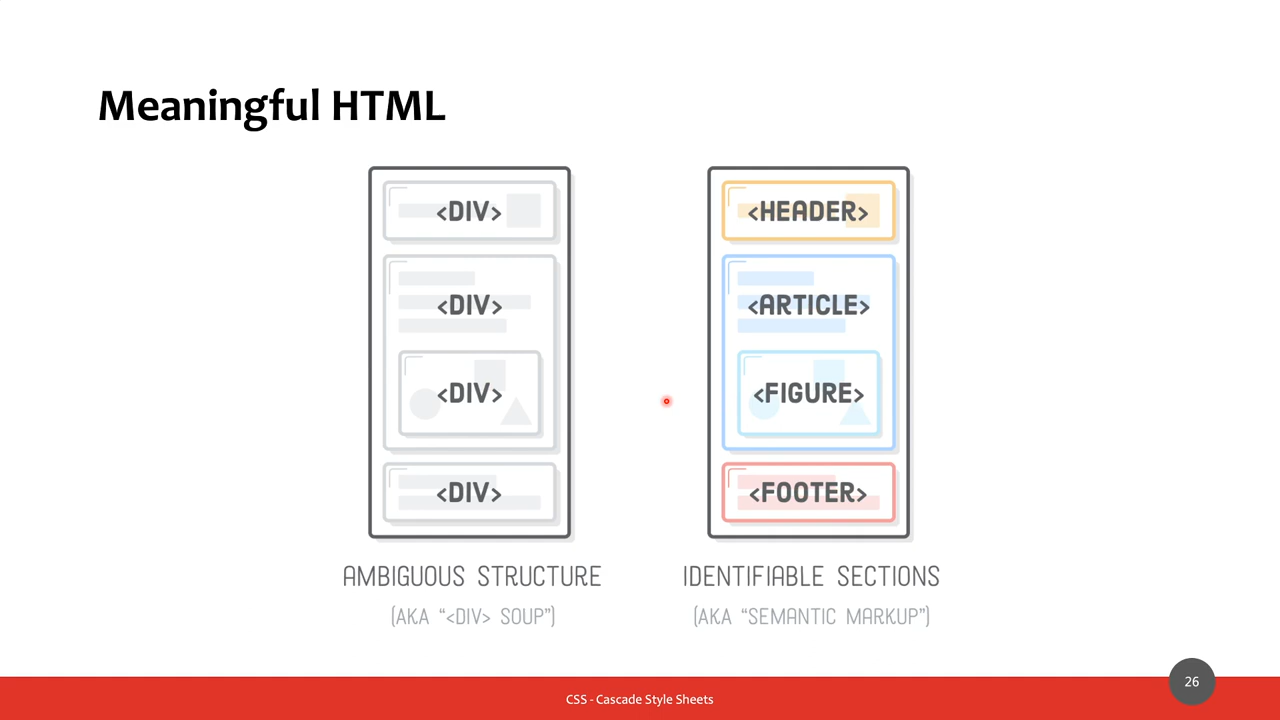 Meaningful HTML
<DIV>
<DIV>
<DIV>
<DIV>
AMBIGUOUS STRUCTURE
(AKA “<DIV> SOUP”)
<HEADER>
<ARTICLE>
<FIGURE>
<FOOTER>
IDENTIFIABLE SECTIONS
(AKA “SEMANTIC MARKUP”)
CSS - Cascade Style Sheets
26